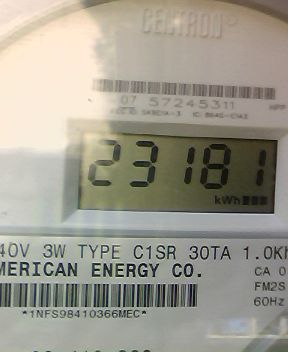 CENTRON®
07 57245311
23181
kWh
40V 3W TYPE C1SR 30TA 1.0Kh
MERICAN ENERGY CO.
CA 0
FM2S
60Hz
*1NFS98410366MEC*